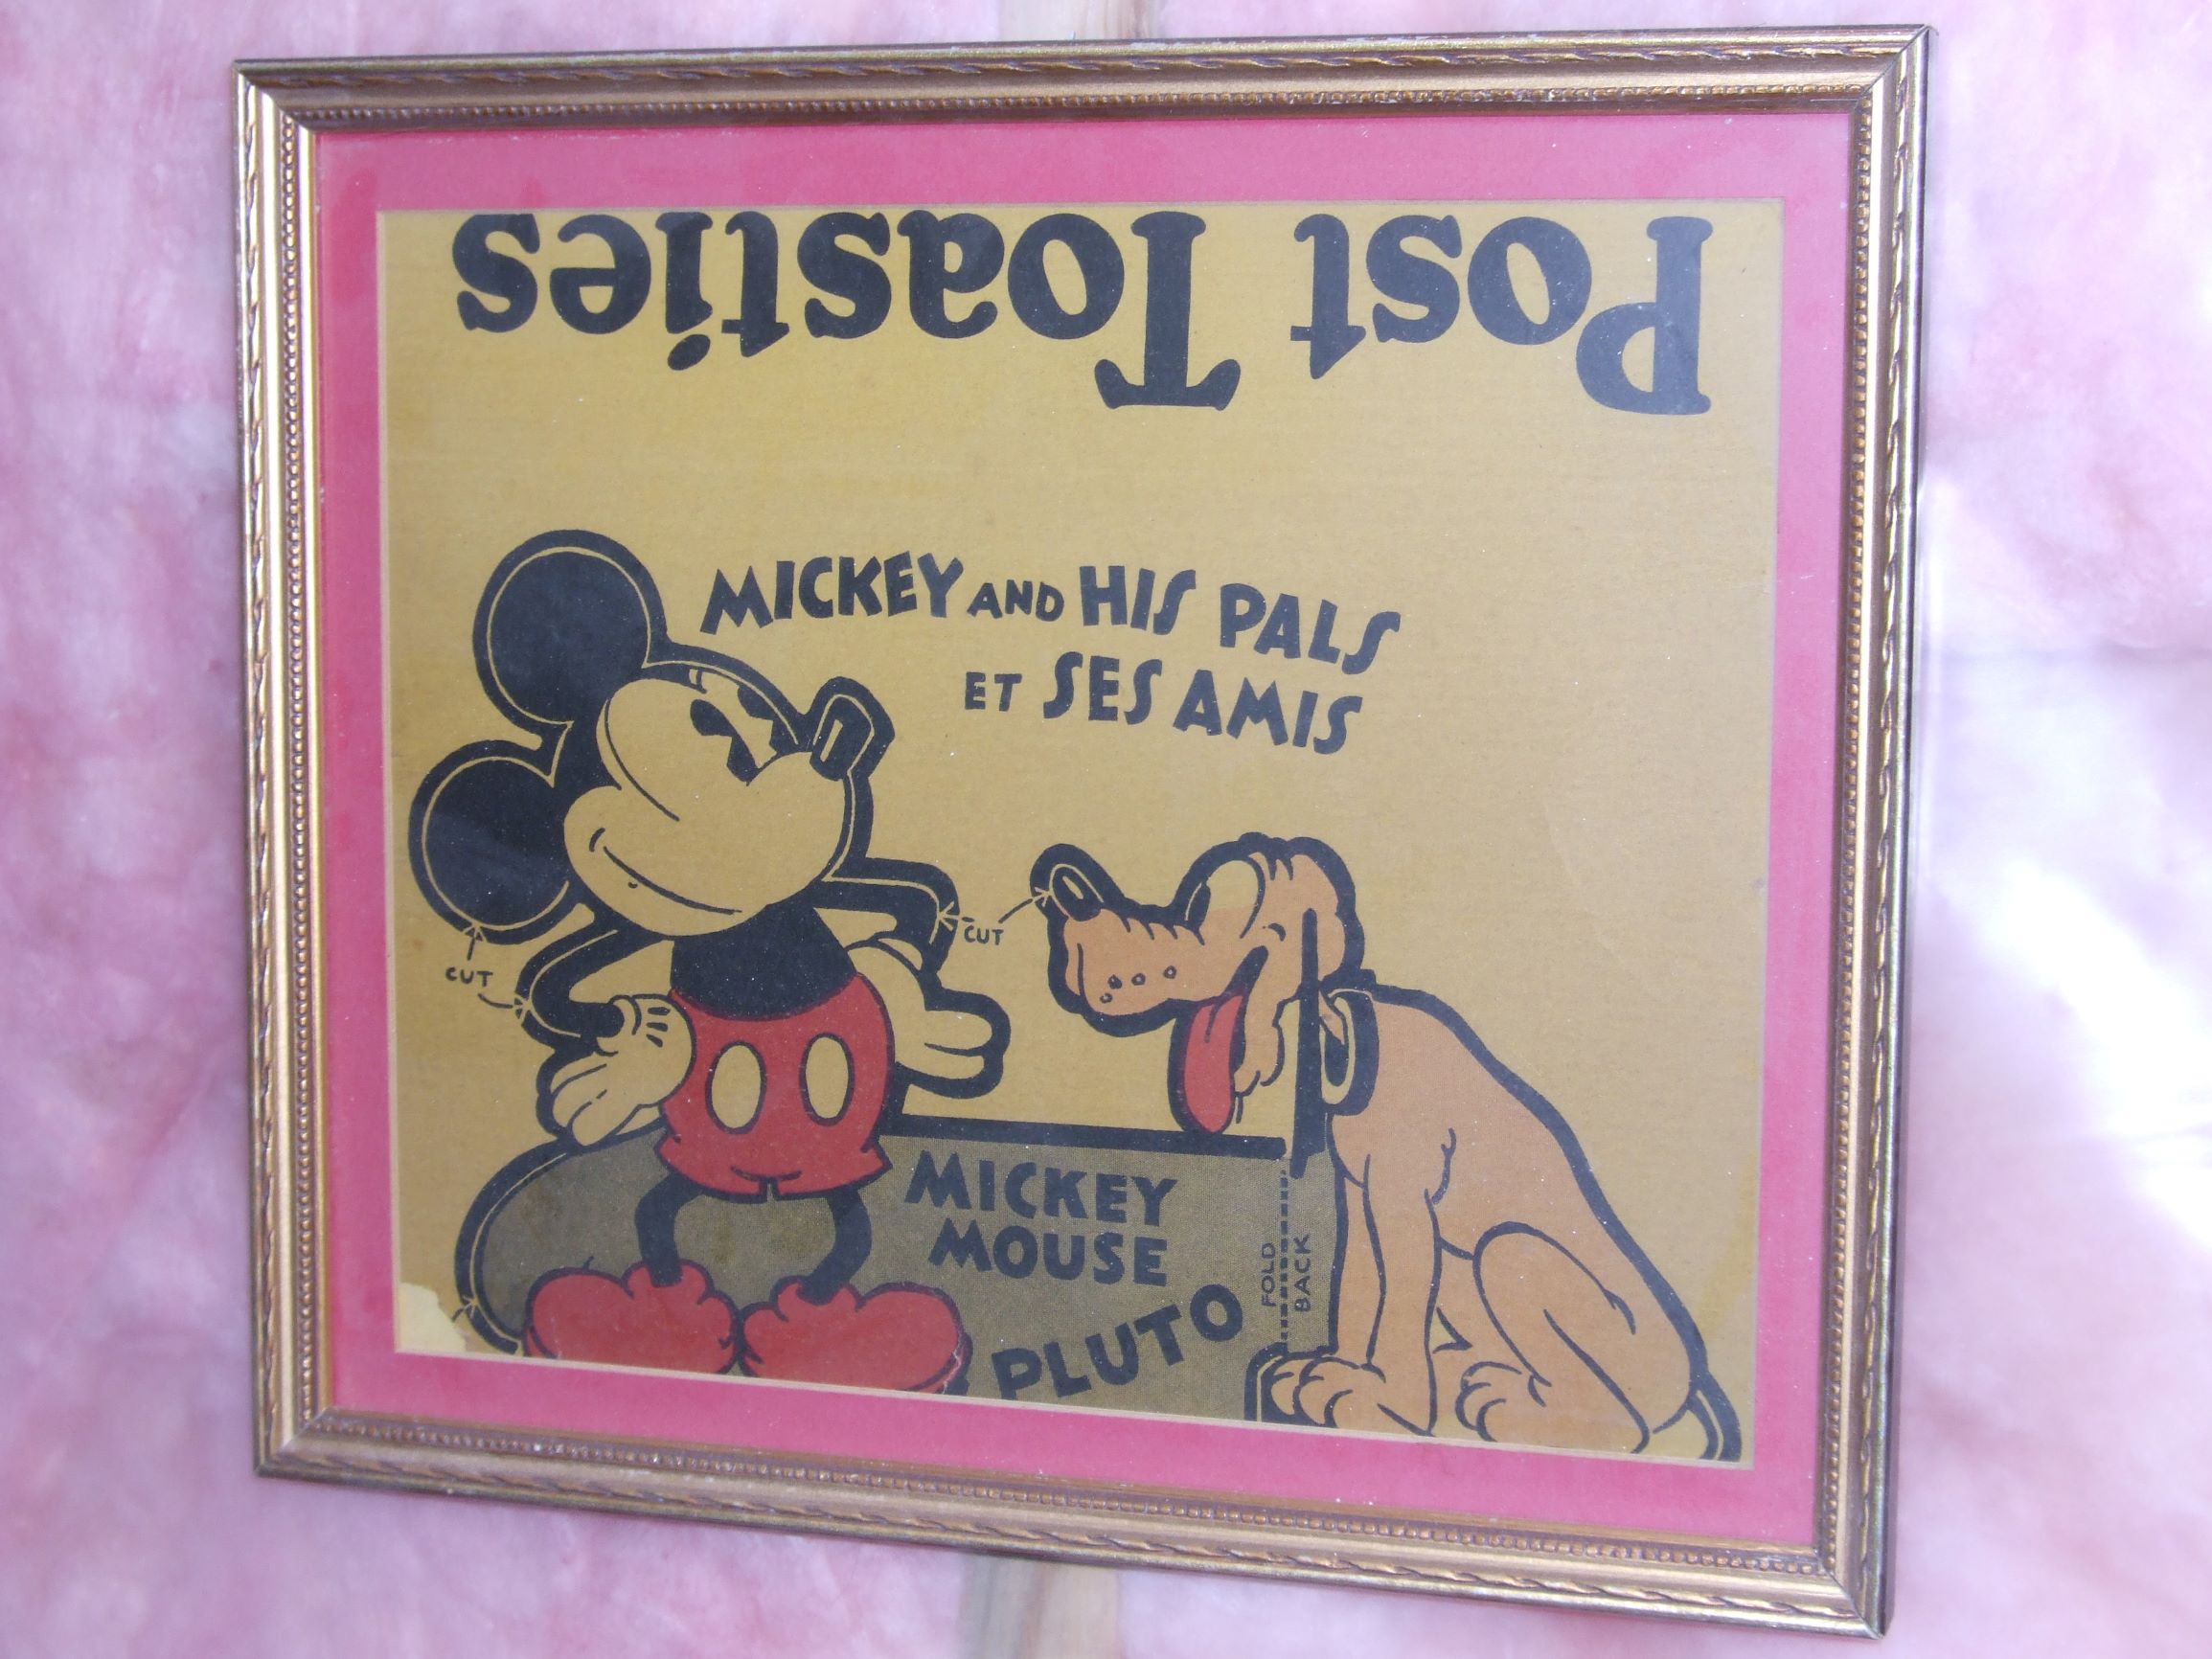 Post Toasties
MICKEY AND HIS PALS
ET SES AMIS
CUT
CUT
MICKEY
MOUSE
PLUTO
FOLD
BACK